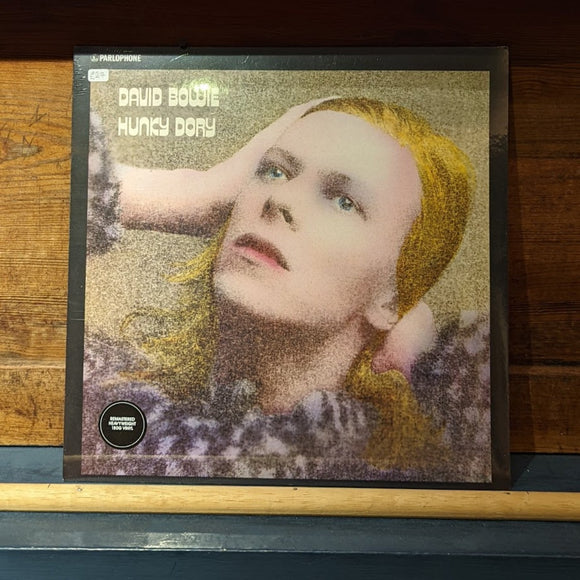 PARLOPHONE
DAVID BOWIE
HUNKY DORY
REMASTERED
HEAVYWEIGHT
180G VINYL